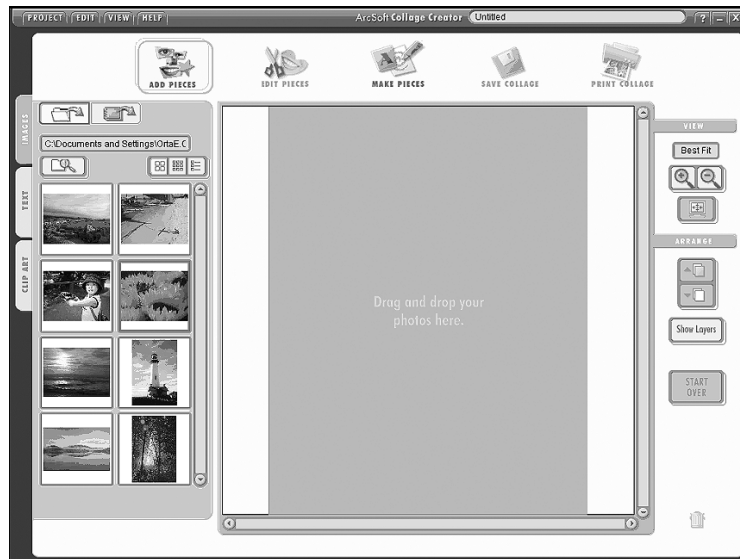 PROJECT EDIT VIEW HELP ArcSoft Collage Creator Untitled ? – X
ADD PIECES EDIT PIECES MAKE PIECES SAVE COLLAGE PRINT COLLAGE
IMAGES
TEXT
CLIP ART
C:\Documents and Settings\OrtaE.C
Drag and drop your
photos here.
VIEW
Best Fit
ARRANGE
Show Layers
START
OVER